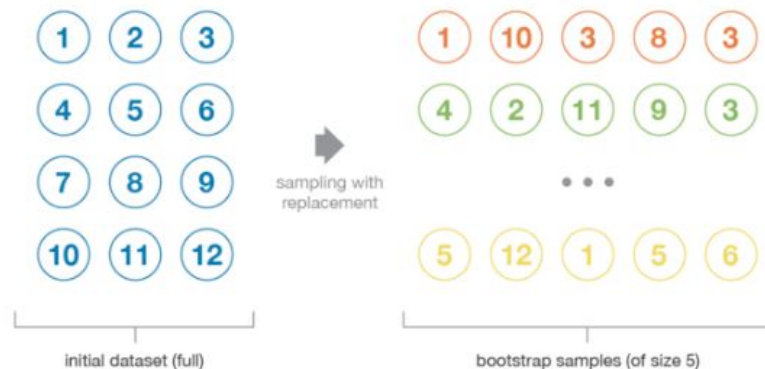 1 2 3
4 5 6
7 8 9
10 11 12
sampling with
replacement
1 10 3 8 3
4 2 11 9 3
5 12 1 5 6
initial dataset (full)
bootstrap samples (of size 5)